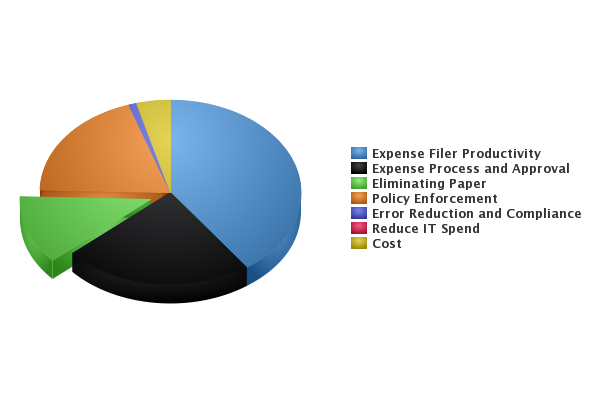 Expense Filer Productivity
Expense Process and Approval
Eliminating Paper
Policy Enforcement
Error Reduction and Compliance
Reduce IT Spend
Cost